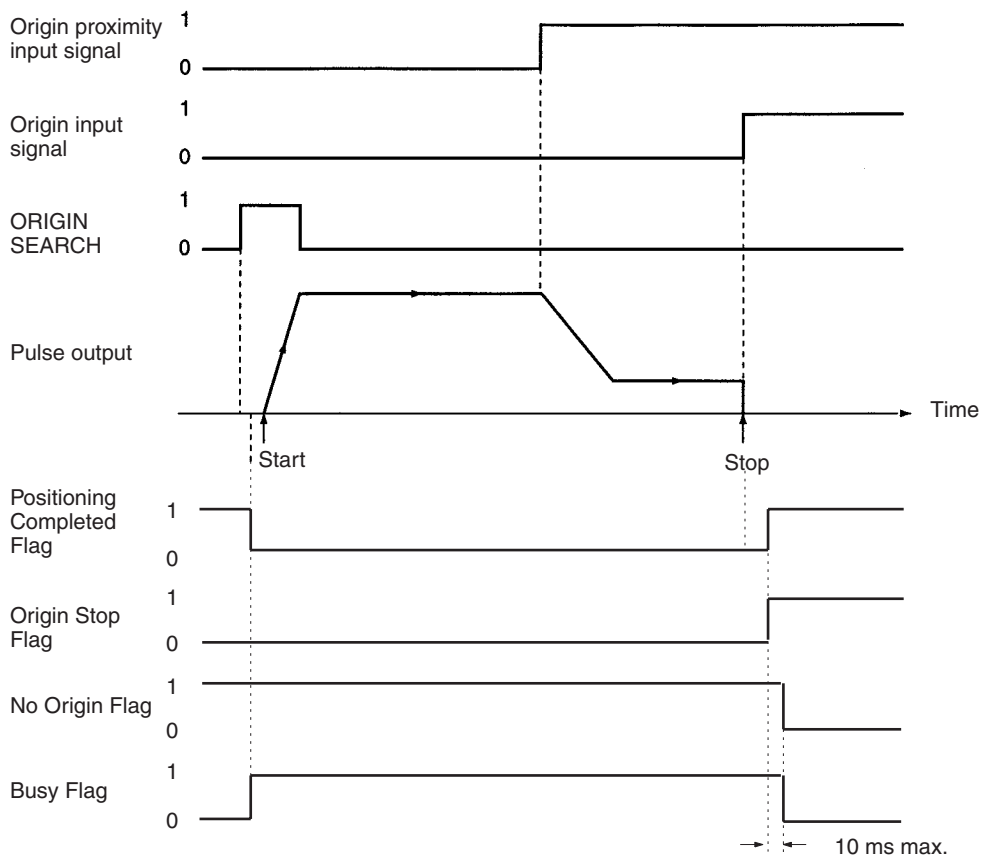 1
Origin proximity
input signal
0
1
Origin input
signal
0
1
ORIGIN
SEARCH
0
Pulse output
Time
Start
Stop
Positioning
Completed
Flag
1
0
Origin Stop
Flag
1
0
No Origin Flag
1
0
Busy Flag
1
0
10 ms max.